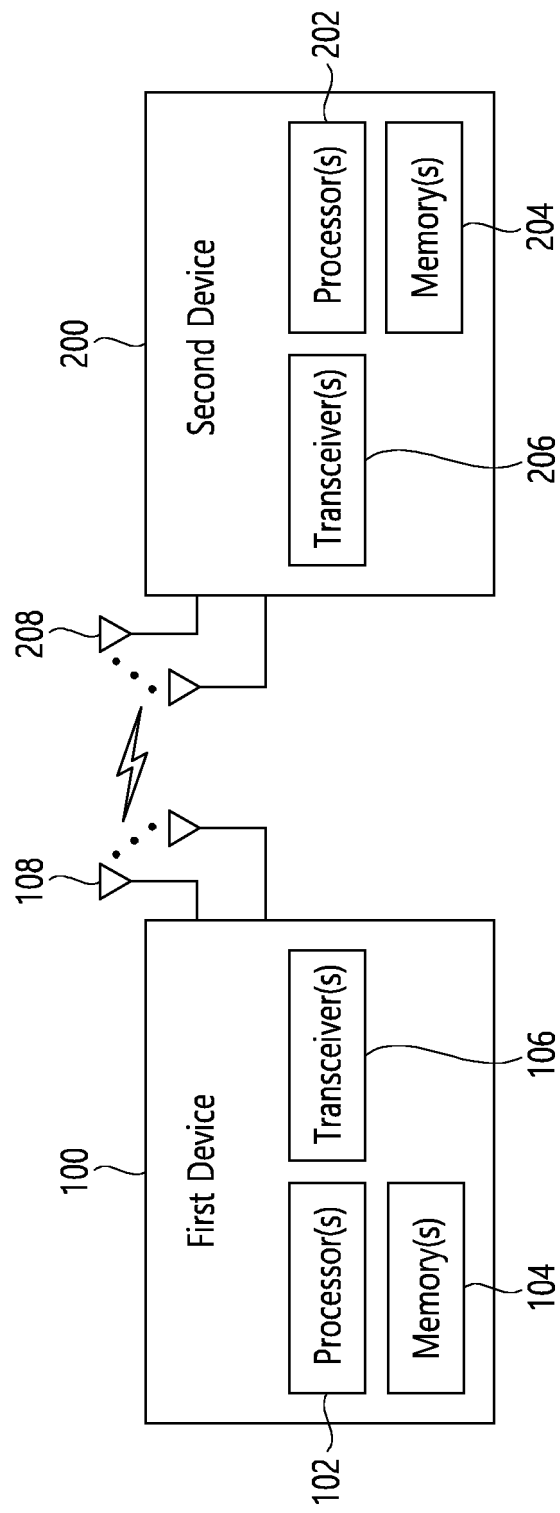 100
First Device
Processor(s)
Transceiver(s)
Memory(s)
102
104
106
108
208
200
Second Device
Transceiver(s)
Processor(s)
Memory(s)
206
202
204